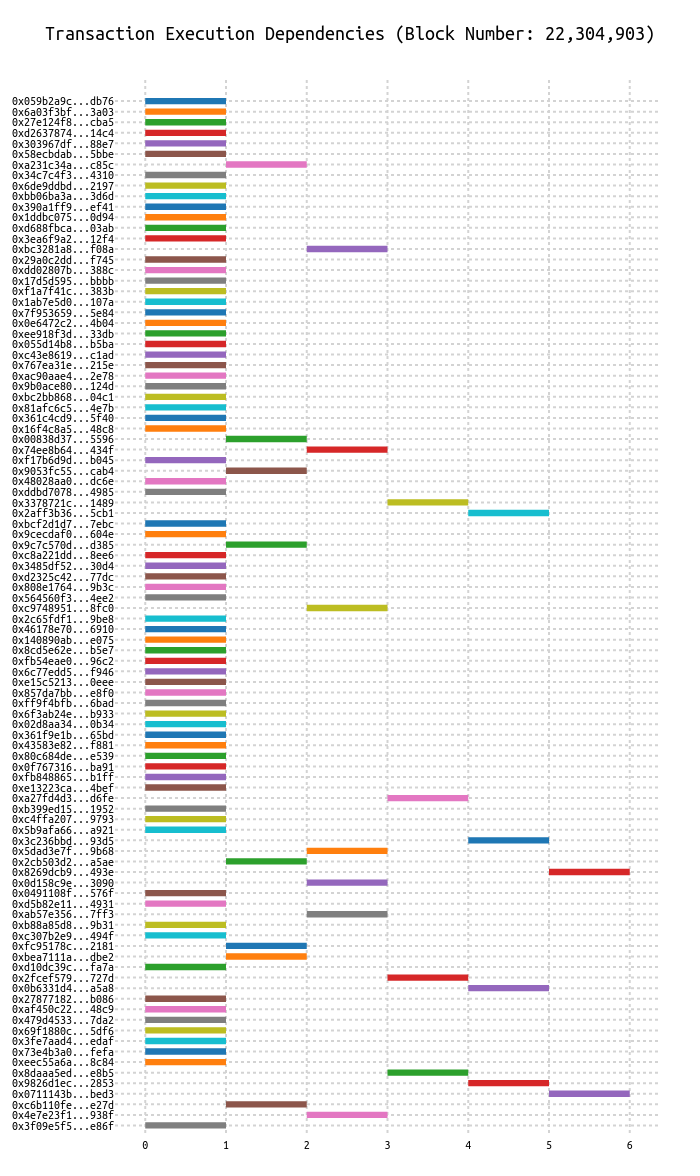 Transaction Execution Dependencies (Block Number: 22,304,903)
0x059b2a9c...db76
0x6a03f3bf...3a03
0x27e124f8...cba5
0xd2637874...14c4
0x303967df...88e7
0x58ecbdab...5bbe
0xa231c34a...c85c
0x34c7c4f3...4310
0x6de9ddbd...2197
0xbb06ba3a...3d6d
0x390a1ff9...ef41
0x1ddbc075...0d94
0xd688fbca...03ab
0x3ea6f9a2...12f4
0xbc3281a8...f08a
0x29a0c2dd...f745
0xdd02807b...388c
0x17d5d595...bbbb
0xf1a7f41c...383b
0x1ab7e5d0...107a
0x7f953659...5e84
0x0e6472c2...4b04
0xee918f3d...33db
0x055d14b8...b5ba
0xc43e8619...c1ad
0x767ea31e...215e
0xac90aae4...2e78
0x9b0ace80...124d
0xbc2bb868...04c1
0x81afc6c5...4e7b
0x361c4cd9...5f40
0x16f4c8a5...48c8
0x00838d37...5596
0x74ee8b64...434f
0xf17b6d9d...b045
0x9053fc55...cab4
0x48028aa0...dc6e
0xddbd7078...4985
0x3378721c...1489
0x2aff3b36...5cb1
0xbcf2d1d7...7ebc
0x9cecdaf0...604e
0x9c7c570d...d385
0xc8a221dd...8ee6
0x3485df52...30d4
0xd2325c42...77dc
0x808e1764...9b3c
0x564560f3...4ee2
0xc9748951...8fc0
0x2c65fdf1...9be8
0x46178e70...6910
0x140890ab...e075
0x8cd5e62e...b5e7
0xfb54eae0...96c2
0x6c77edd5...f946
0xe15c5213...0eee
0x857da7bb...e8f0
0xff9f4bfb...6bad
0x6f3ab24e...b933
0x02d8aa34...0b34
0x361f9e1b...65bd
0x43583e82...f881
0x80c684de...e539
0x0f767316...ba91
0xfb848865...b1ff
0xe13223ca...4bef
0xa27fd4d3...d6fe
0xb399ed15...1952
0xc4ffa207...9793
0x5b9afa66...a921
0x3c236bbd...93d5
0x5dad3e7f...9b68
0x2cb503d2...a5ae
0x8269dcb9...493e
0x0d158c9e...3090
0x0491108f...576f
0xd5b82e11...4931
0xab57e356...7ff3
0xb88a85d8...9b31
0xc307b2e9...494f
0xfc95178c...2181
0xbea7111a...dbe2
0xd10dc39c...fa7a
0x2fcef579...727d
0x0b6331d4...a5a8
0x27877182...b086
0xaf450c22...48c9
0x479d4533...7da2
0x69f1880c...5df6
0x3fe7aad4...edaf
0x73e4b3a0...fefa
0xeec55a6a...8c84
0x8daaa5ed...e8b5
0x9826d1ec...2853
0x0711143b...bed3
0xc6b110fe...e27d
0x4e7e23f1...938f
0x3f09e5f5...e86f
0 1 2 3 4 5 6